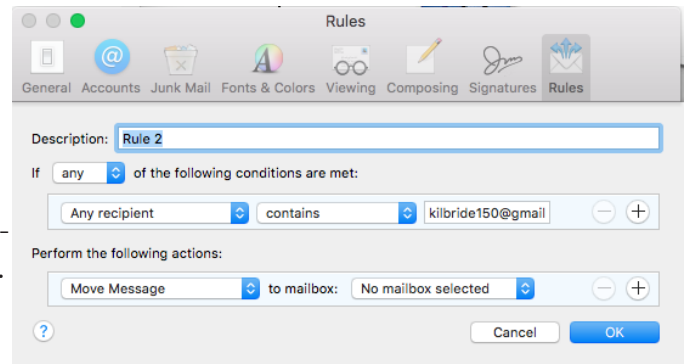 Rules
General Accounts Junk Mail Fonts & Colors Viewing Composing Signatures Rules
Description: Rule 2
If any of the following conditions are met:
Any recipient contains kilbride150@gmail
Perform the following actions:
Move Message to mailbox: No mailbox selected
? Cancel OK